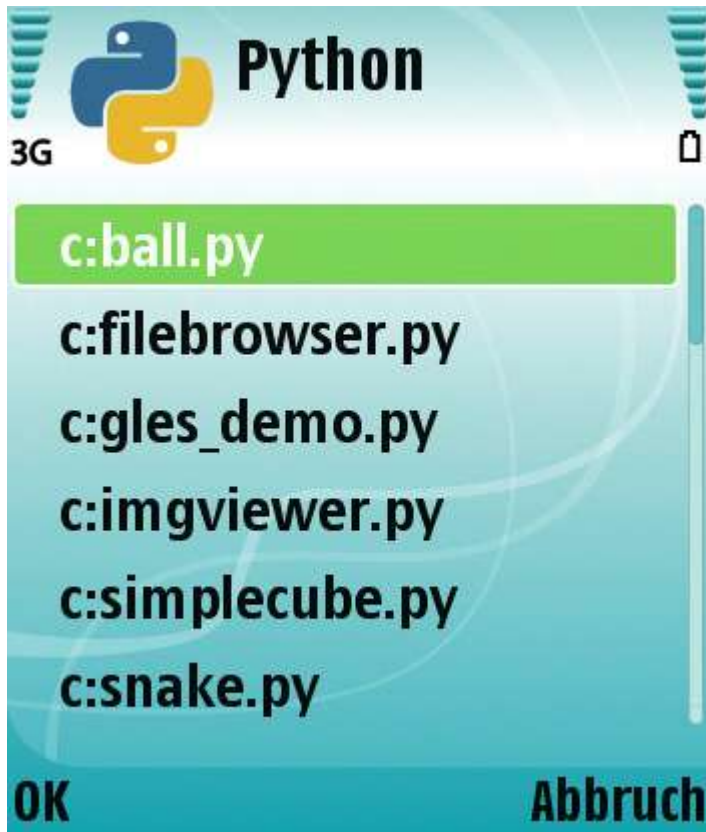 Python
3G
c:ball.py
c:filebrowser.py
c:gles_demo.py
c:imgviewer.py
c:simplecube.py
c:snake.py
OK Abbruch